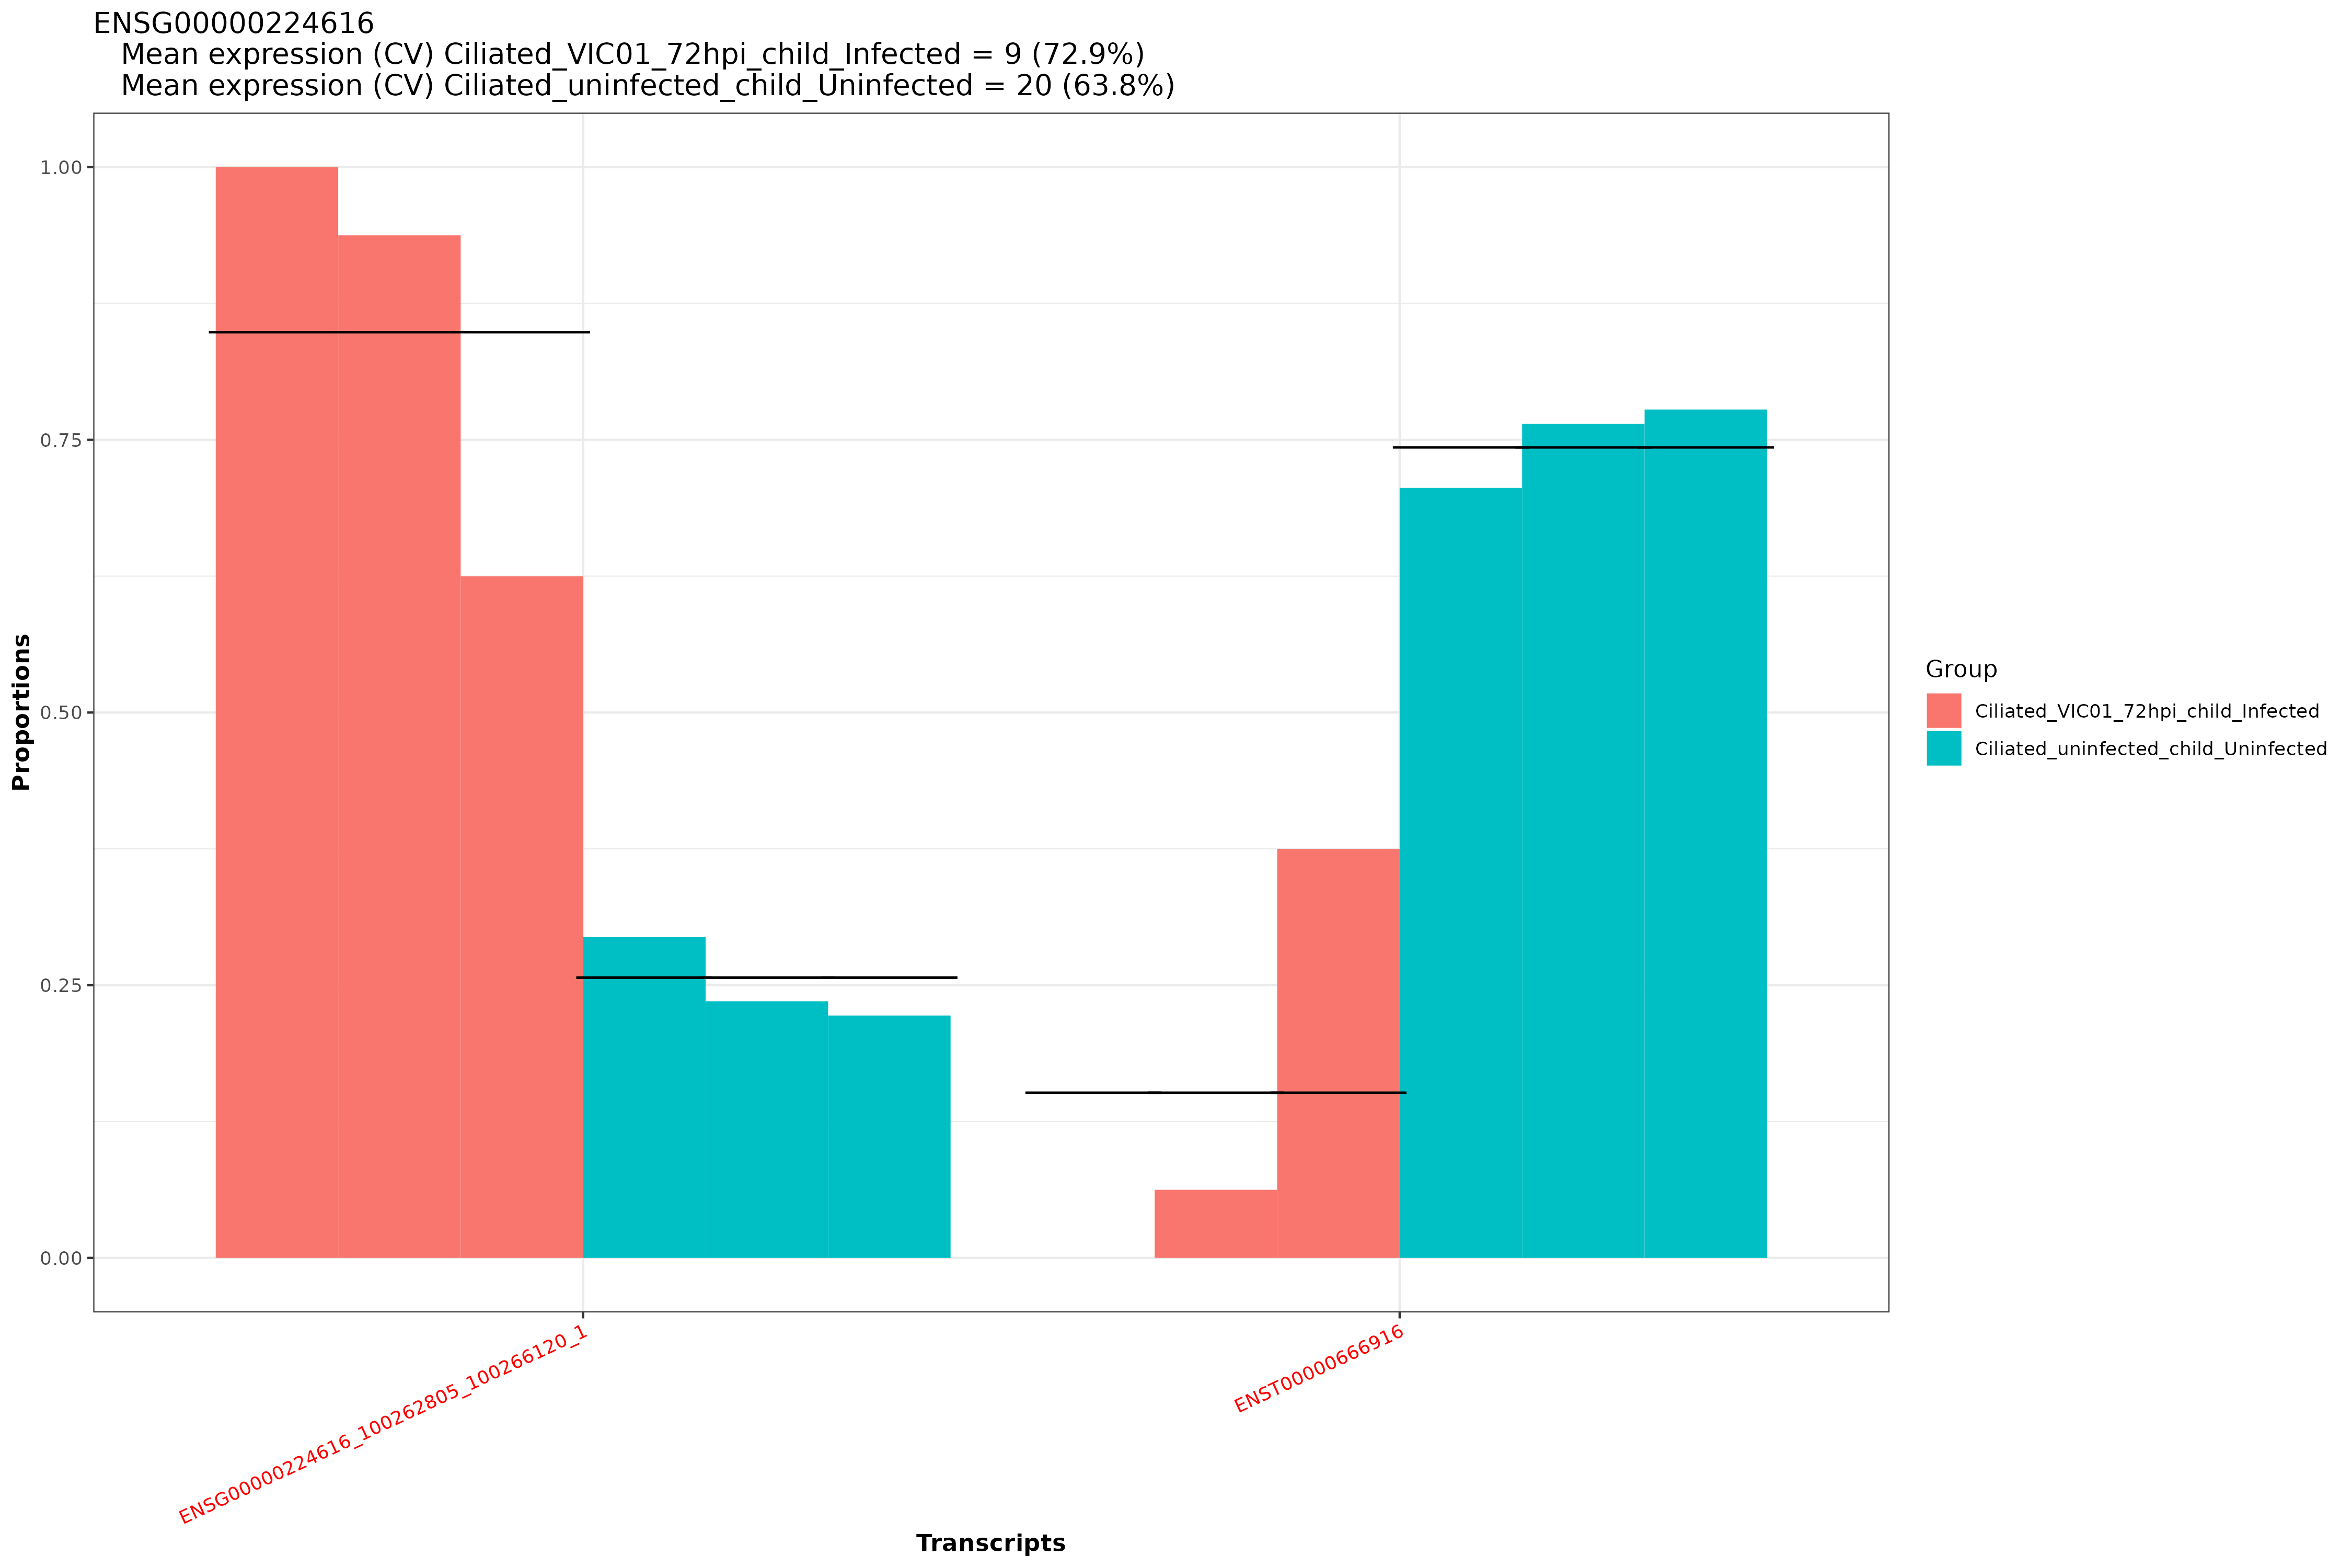 ENSG00000224616
Mean expression (CV) Ciliated_VIC01_72hpi_child_Infected = 9 (72.9%)
Mean expression (CV) Ciliated_uninfected_child_Uninfected = 20 (63.8%)
Proportions
1.00
0.75
0.50
0.25
0.00
ENSG00000224616_100262805_100266120_1
ENST00000666916
Transcripts
Group
Ciliated_VIC01_72hpi_child_Infected
Ciliated_uninfected_child_Uninfected